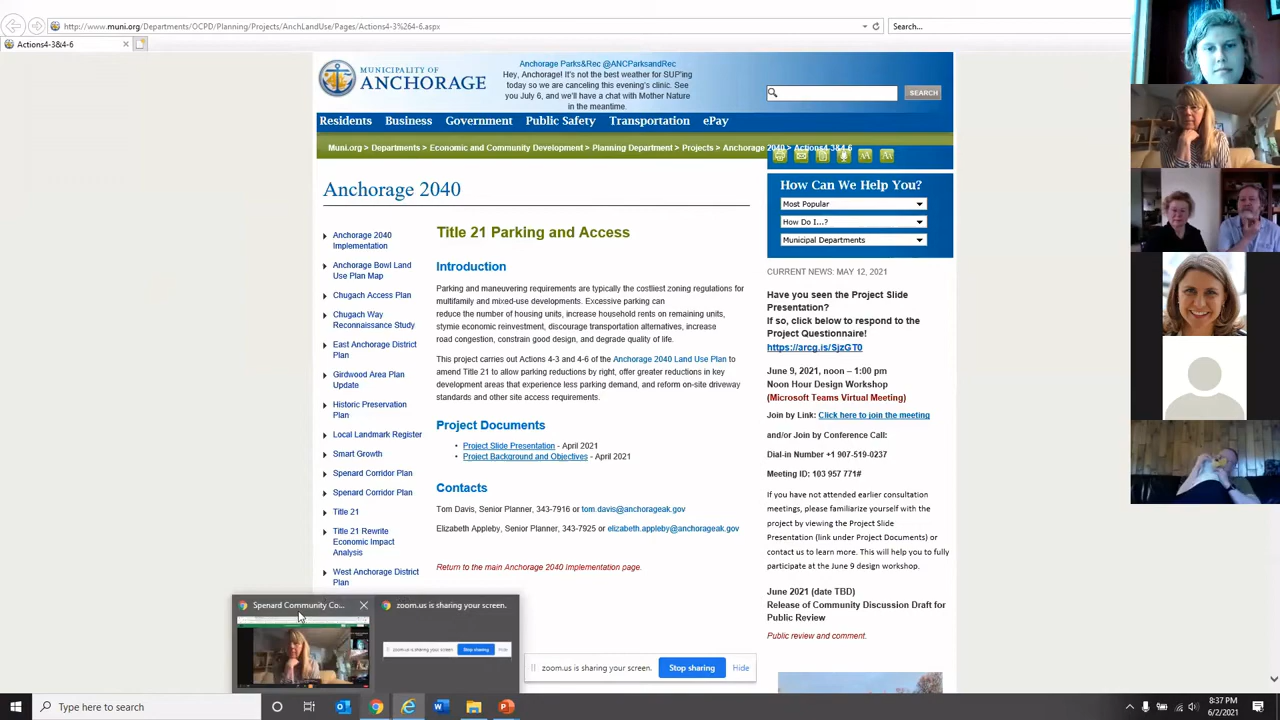 http://www.muni.org/Departments/OCPD/Planning/Projects/AnchLandUse/Pages/Actions4-3%264-6.aspx
Search...
Actions4-3&4-6
MUNICIPALITY OF
ANCHORAGE
Anchorage Parks&Rec @ANCParksandRec
Hey, Anchorage! It's not the best weather for SUP'ing
today so we are canceling this evening's clinic. See
you July 6, and we'll have a chat with Mother Nature
in the meantime.
SEARCH
Residents Business Government Public Safety Transportation ePay
Muni.org > Departments > Economic and Community Development > Planning Department > Projects > Anchorage 2040 > Actions4-3&4-6
Anchorage 2040
Anchorage 2040
Implementation
Anchorage Bowl Land
Use Plan Map
Chugach Access Plan
Chugach Way
Reconnaissance Study
East Anchorage District
Plan
Girdwood Area Plan
Update
Historic Preservation
Plan
Local Landmark Register
Smart Growth
Spenard Corridor Plan
Spenard Corridor Plan
Title 21
Title 21 Rewrite
Economic Impact
Analysis
West Anchorage District
Plan
Title 21 Parking and Access
Introduction
Parking and maneuvering requirements are typically the costliest zoning regulations for
multifamily and mixed-use developments. Excessive parking can
reduce the number of housing units, increase household rents on remaining units,
stymie economic reinvestment, discourage transportation alternatives, increase
road congestion, constrain good design, and degrade quality of life.
This project carries out Actions 4-3 and 4-6 of the Anchorage 2040 Land Use Plan to
amend Title 21 to allow parking reductions by right, offer greater reductions in key
development areas that experience less parking demand, and reform on-site driveway
standards and other site access requirements.
Project Documents
• Project Slide Presentation - April 2021
• Project Background and Objectives - April 2021
Contacts
Tom Davis, Senior Planner, 343-7916 or tom.davis@anchorageak.gov
Elizabeth Appleby, Senior Planner, 343-7925 or elizabeth.appleby@anchorageak.gov
Return to the main Anchorage 2040 Implementation page.
How Can We Help You?
Most Popular
How Do I...?
Municipal Departments
CURRENT NEWS: MAY 12, 2021
Have you seen the Project Slide
Presentation?
If so, click below to respond to the
Project Questionnaire!
https://arcg.is/SjzGT0
June 9, 2021, noon – 1:00 pm
Noon Hour Design Workshop
(Microsoft Teams Virtual Meeting)
Join by Link: Click here to join the meeting
and/or Join by Conference Call:
Dial-in Number +1 907-519-0237
Meeting ID: 103 957 771#
If you have not attended earlier consultation
meetings, please familiarize yourself with the
project by viewing the Project Slide
Presentation (link under Project Documents) or
contact us to learn more. This will help you to fully
participate at the June 9 design workshop.
June 2021 (date TBD)
Release of Community Discussion Draft for
Public Review
Public review and comment.
Spenard Community Co...
zoom.us is sharing your screen.
zoom.us is sharing your screen. Stop sharing Hide
zoom.us is sharing your screen. Stop sharing Hide
Type here to search
8:37 PM
6/2/2021